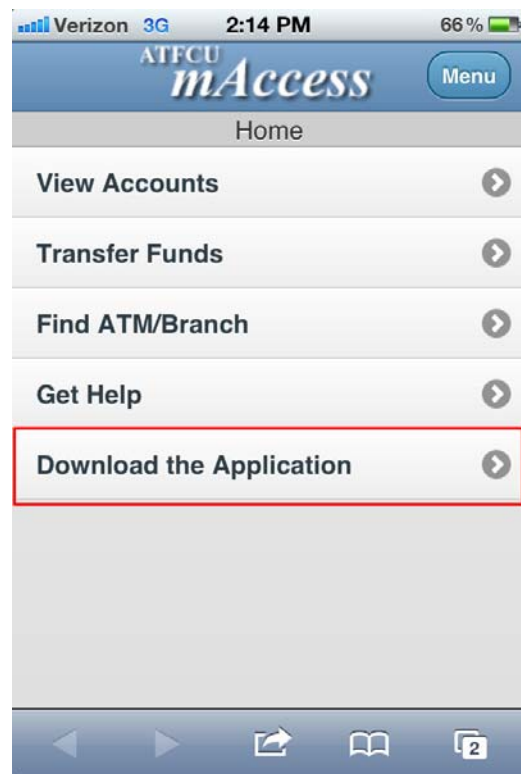 Verizon 3G 2:14 PM 66%
ATFCU
mAccess
Menu
Home
View Accounts
Transfer Funds
Find ATM/Branch
Get Help
Download the Application
2